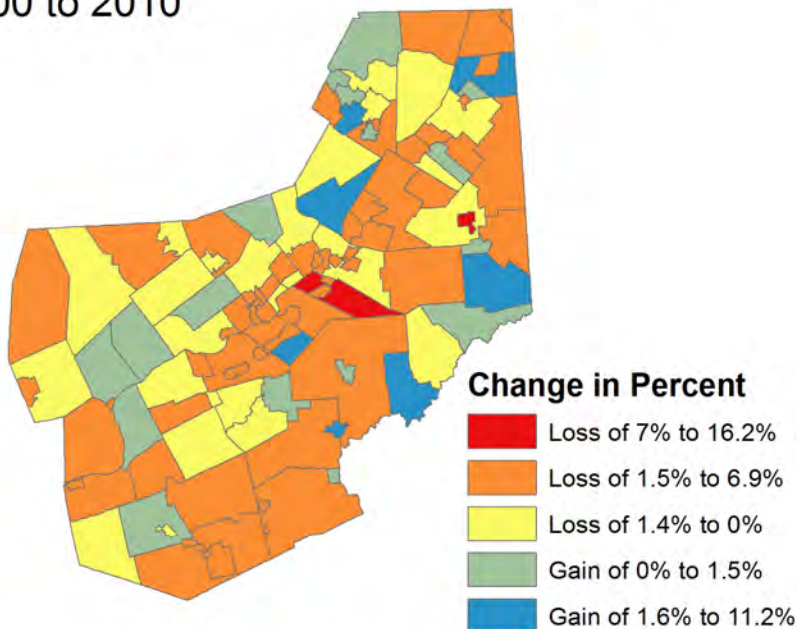 to 2010
Change in Percent
Loss of 7% to 16.2%
Loss of 1.5% to 6.9%
Loss of 1.4% to 0%
Gain of 0% to 1.5%
Gain of 1.6% to 11.2%